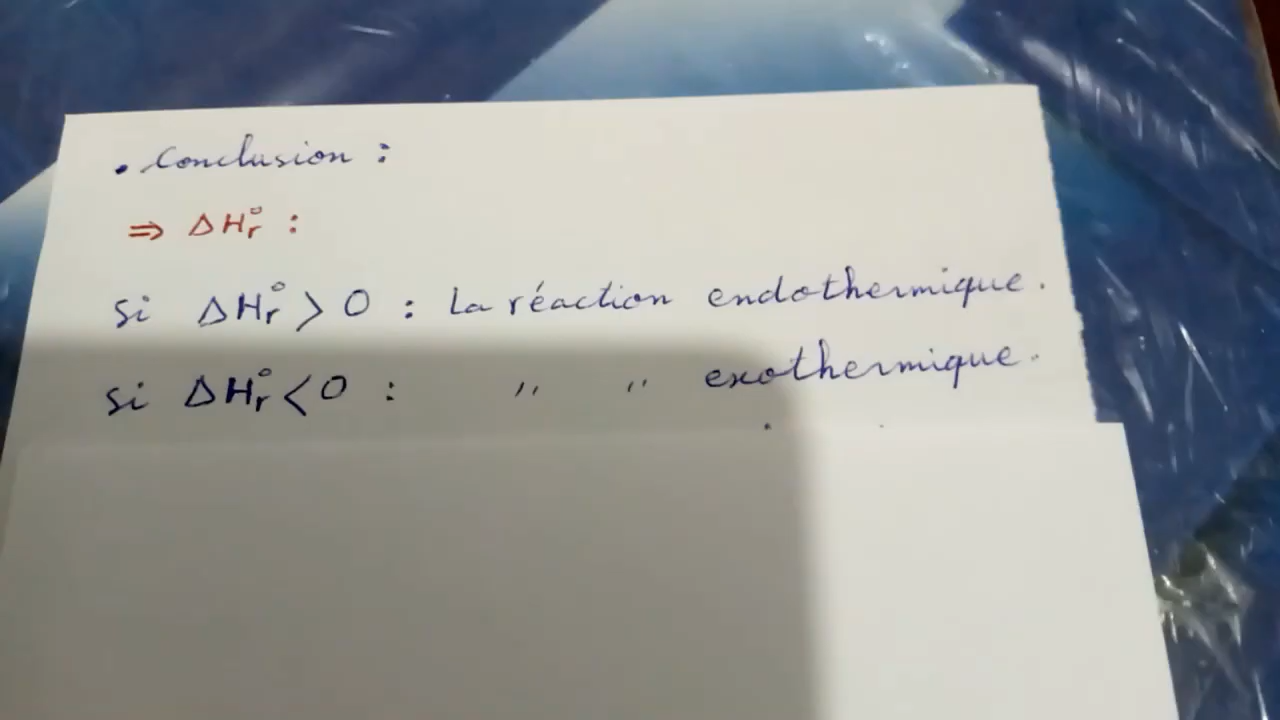 • Conclusion :
⇒ ΔH°r :
Si ΔH°r > 0 : La réaction endothermique.
Si ΔH°r < 0 : " " exothermique.